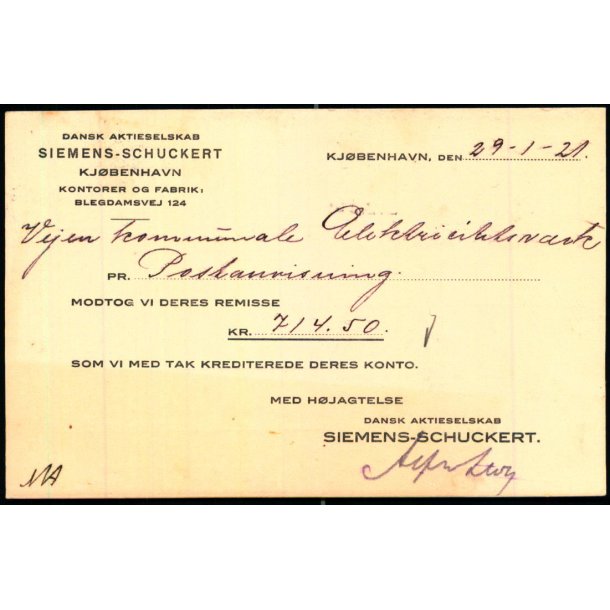 DANSK AKTIESELSKAB
SIEMENS-SCHUCKERT
KJØBENHAVN
KONTORER OG FABRIK:
BLEGDAMSVEJ 124
KJØBENHAVN, DEN 29-1-21.
Vejen Kommunale Elektricitetsværk
PR. Postanvisning.
MODTOG VI DERES REMISSE
KR. 714.50.
SOM VI MED TAK KREDITEREDE DERES KONTO.
MED HØJAGTELSE
DANSK AKTIESELSKAB
SIEMENS-SCHUCKERT.